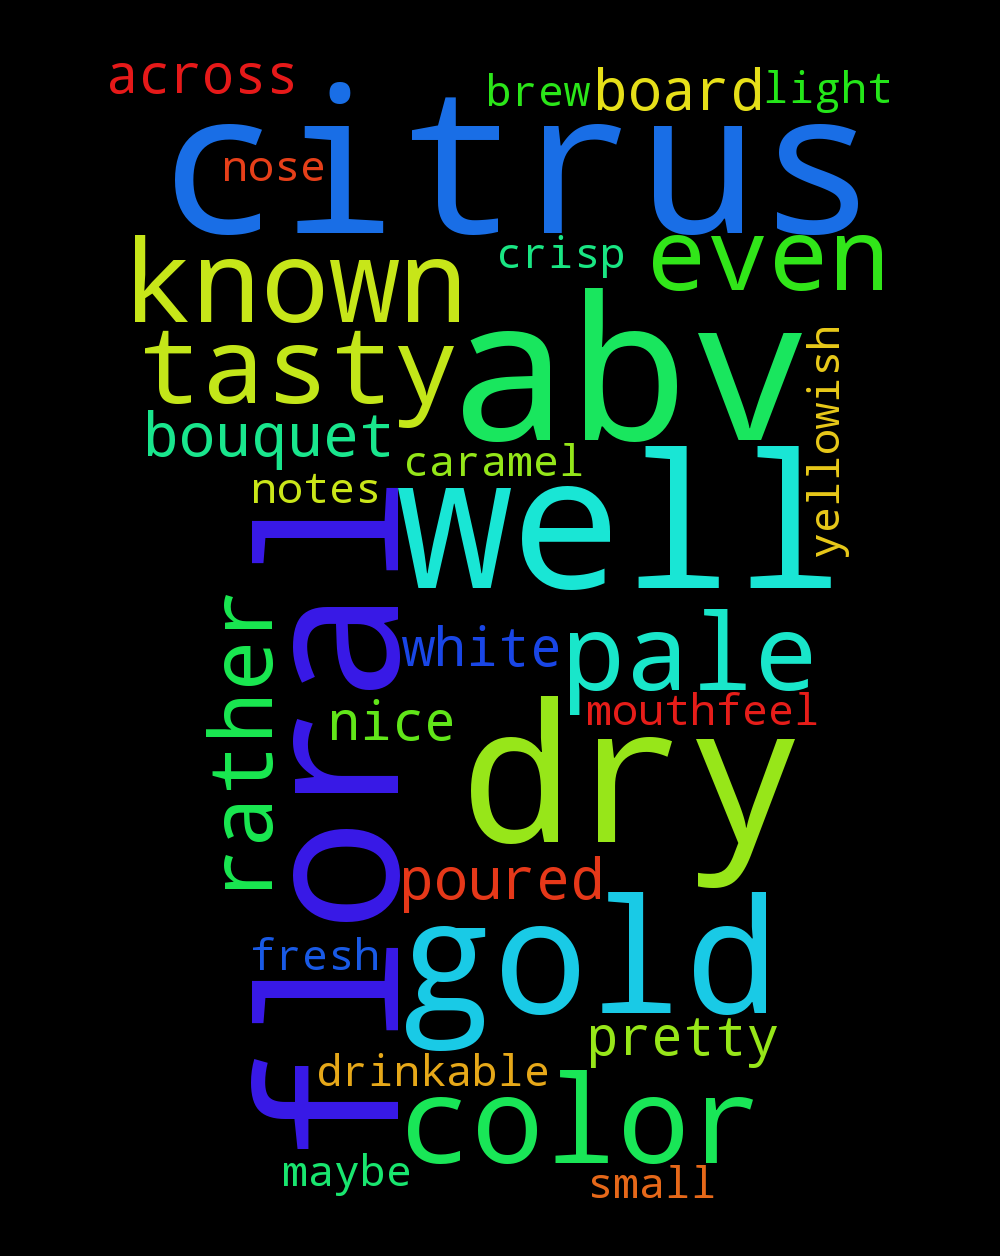 across
brew
board
light
citrus
nose
known
crisp
even
tasty
abv
yellowish
bouquet
caramel
notes
well
floral
rather
white
pale
mouthfeel
nice
dry
poured
gold
fresh
pretty
drinkable
color
maybe
small